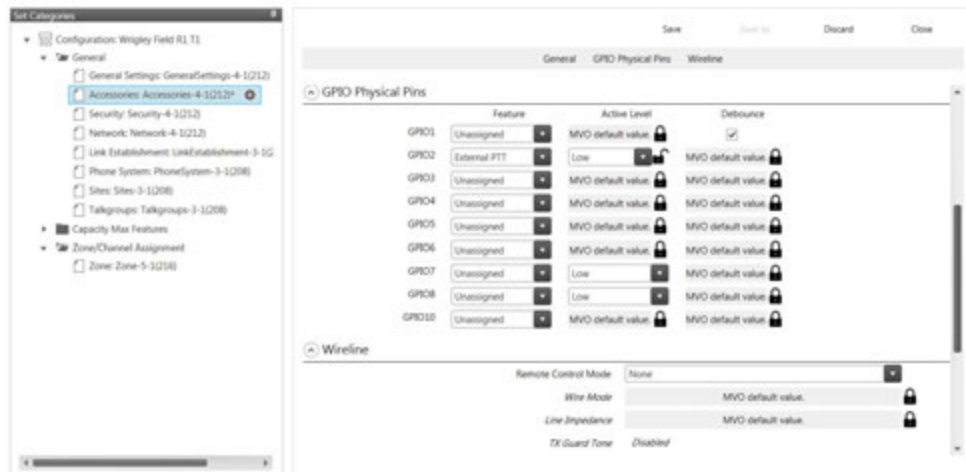 Set Categories
Configuration: Wrigley Field R1 T1
General
General Settings: GeneralSettings-4-1(212)
Accessories: Accessories-4-1(212)*
Security: Security-4-1(212)
Network: Network-4-1(212)
Link Establishment: LinkEstablishment-3-1(2
Phone System: PhoneSystem-3-1(208)
Sites: Sites-3-1(208)
Talkgroups: Talkgroups-3-1(208)
Capacity Max Features
Zone/Channel Assignment
Zone: Zone-5-1(216)
Save Save As Discard Close
General GPIO Physical Pins Wireline
GPIO Physical Pins
Feature Active Level Debounce
GPIO1 Unassigned MVO default value.
GPIO2 External PTT Low MVO default value.
GPIO3 Unassigned MVO default value. MVO default value.
GPIO4 Unassigned MVO default value. MVO default value.
GPIO5 Unassigned MVO default value. MVO default value.
GPIO6 Unassigned MVO default value. MVO default value.
GPIO7 Unassigned Low MVO default value.
GPIO8 Unassigned Low MVO default value.
GPIO10 Unassigned MVO default value. MVO default value.
Wireline
Remote Control Mode None
Wire Mode MVO default value.
Line Impedance MVO default value.
TX Guard Tone Disabled